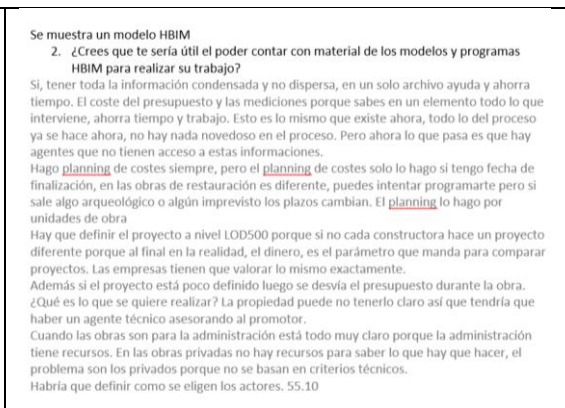 Se muestra un modelo HBIM
2. ¿Crees que te sería útil el poder contar con material de los modelos y programas
HBIM para realizar su trabajo?
Si, tener toda la información condensada y no dispersa, en un solo archivo ayuda y ahorra
tiempo. El coste del presupuesto y las mediciones porque sabes en un elemento todo lo que
interviene, ahorra tiempo y trabajo. Esto es lo mismo que existe ahora, todo lo del proceso
ya se hace ahora, no hay nada novedoso en el proceso. Pero ahora lo que pasa es que hay
agentes que no tienen acceso a estas informaciones.
Hago planning de costes siempre, pero el planning de costes solo lo hago si tengo fecha de
finalización, en las obras de restauración es diferente, puedes intentar programarte pero si
sale algo arqueológico o algún imprevisto los plazos cambian. El planning lo hago por
unidades de obra
Hay que definir el proyecto a nivel LOD500 porque si no cada constructora hace un proyecto
diferente porque al final en la realidad, el dinero, es el parámetro que manda para comparar
proyectos. Las empresas tienen que valorar lo mismo exactamente.
Además si el proyecto está poco definido luego se desvía el presupuesto durante la obra.
¿Qué es lo que se quiere realizar? La propiedad puede no tenerlo claro así que tendría que
haber un agente técnico asesorando al promotor.
Cuando las obras son para la administración está todo muy claro porque la administración
tiene recursos. En las obras privadas no hay recursos para saber lo que hay que hacer, el
problema son los privados porque no se basan en criterios técnicos.
Habría que definir como se eligen los actores. 55.10